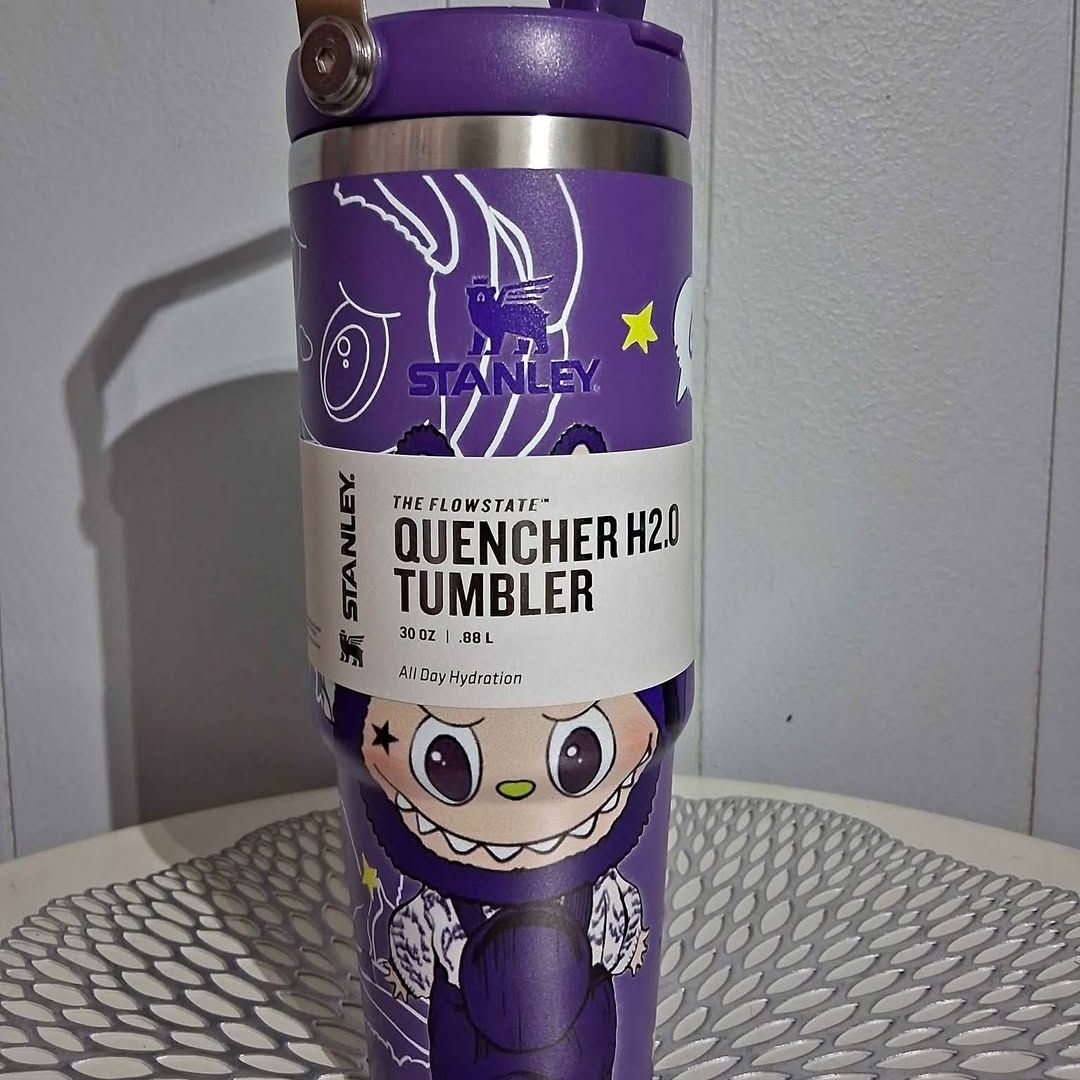 STANLEY
STANLEY®
THE FLOWSTATE™
QUENCHER H2.0
TUMBLER
30 OZ | .88 L
All Day Hydration